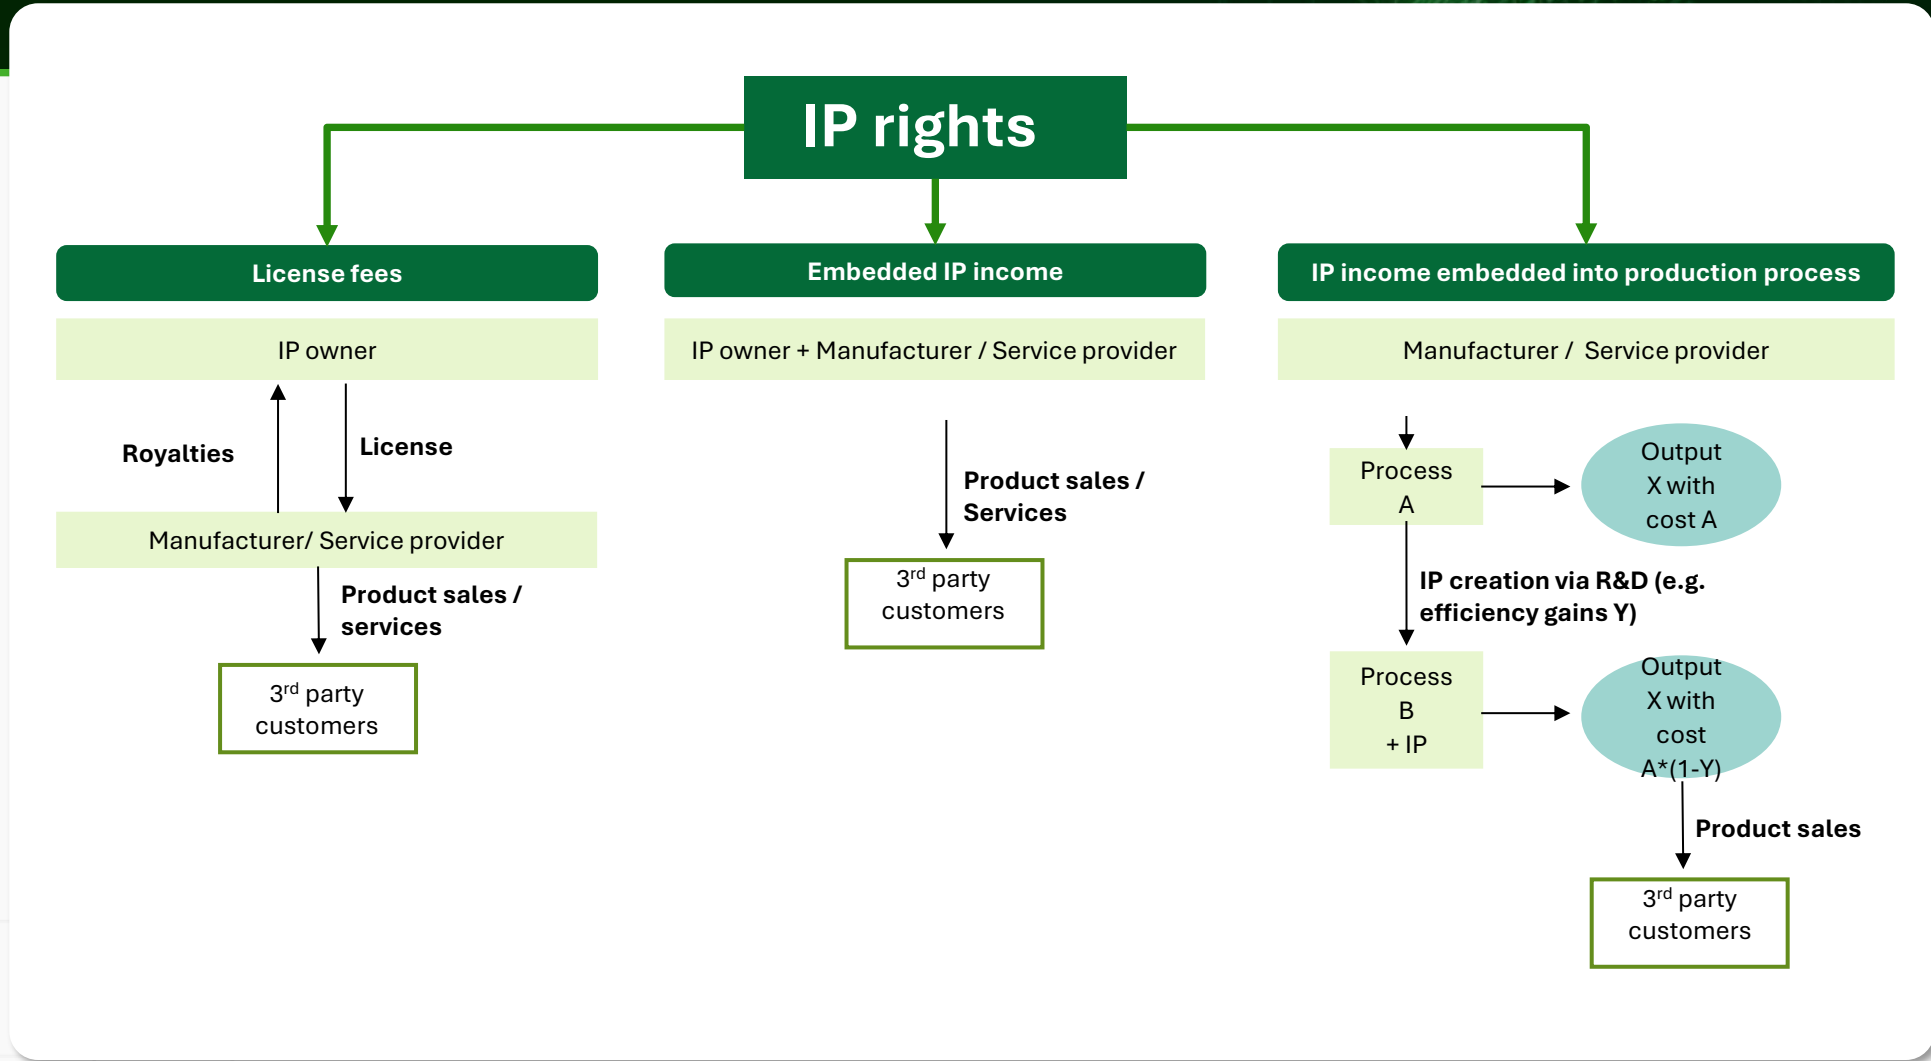 IP rights
License fees
IP owner
Royalties
License
Manufacturer/ Service provider
Product sales /
services
3rd party
customers
Embedded IP income
IP owner + Manufacturer / Service provider
Product sales /
Services
3rd party
customers
IP income embedded into production process
Manufacturer / Service provider
Process
A
Output
X with
cost A
IP creation via R&D (e.g.
efficiency gains Y)
Process
B
+ IP
Output
X with
cost
A*(1-Y)
Product sales
3rd party
customers